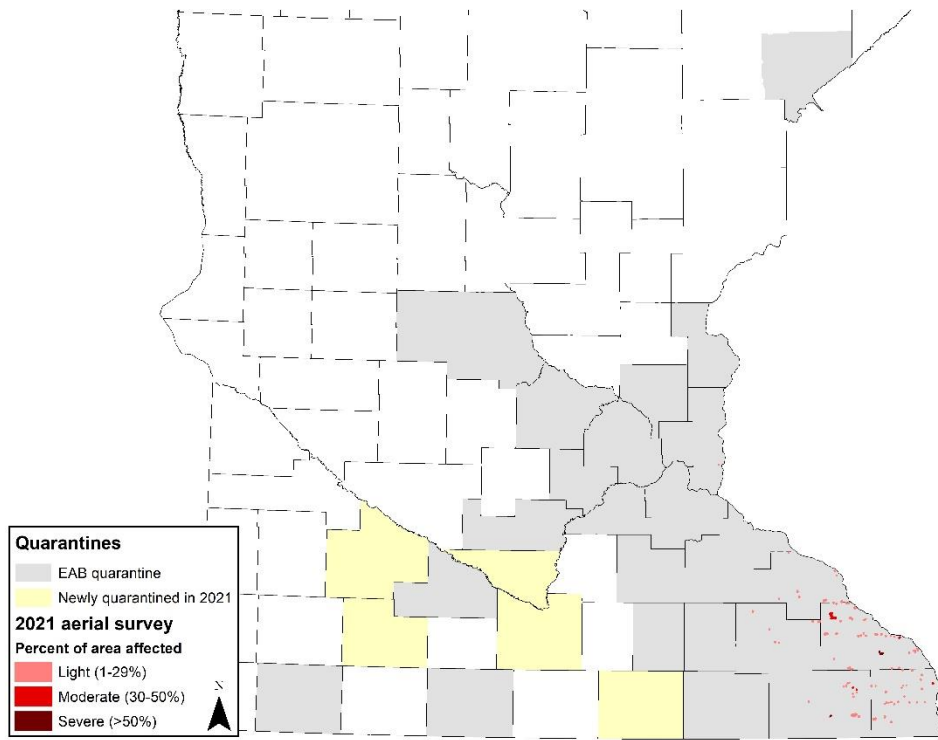 Quarantines
EAB quarantine
Newly quarantined in 2021
2021 aerial survey
Percent of area affected
Light (1-29%)
Moderate (30-50%)
Severe (>50%)
N